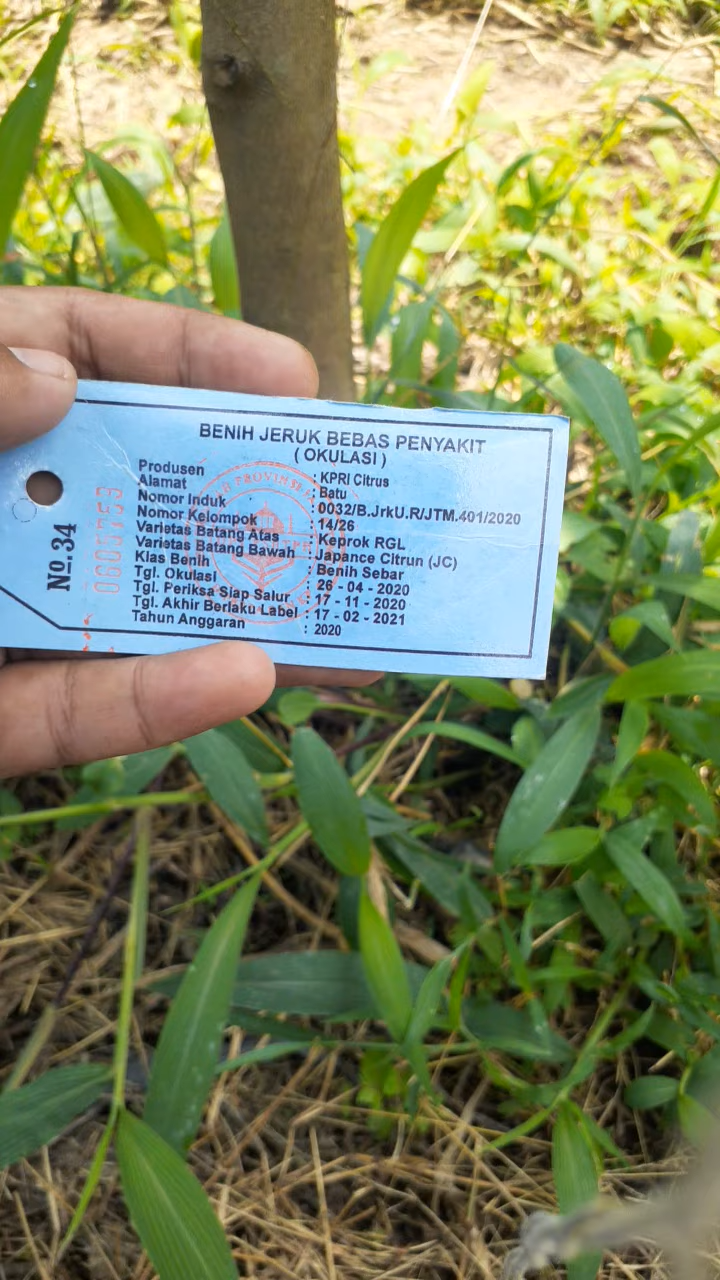 BENIH JERUK BEBAS PENYAKIT
( OKULASI )
Produsen : KPRI Citrus
Alamat : Batu
Nomor Induk : 0032/B.JrkU.R/JTM.401/2020
Nomor Kelompok : 14/26
Varietas Batang Atas : Keprok RGL
Varietas Batang Bawah : Japance Citrun (JC)
Klas Benih : Benih Sebar
Tgl. Okulasi : 26 - 04 - 2020
Tgl. Periksa Siap Salur : 17 - 11 - 2020
Tgl. Akhir Berlaku Label : 17 - 02 - 2021
Tahun Anggaran : 2020
No.34